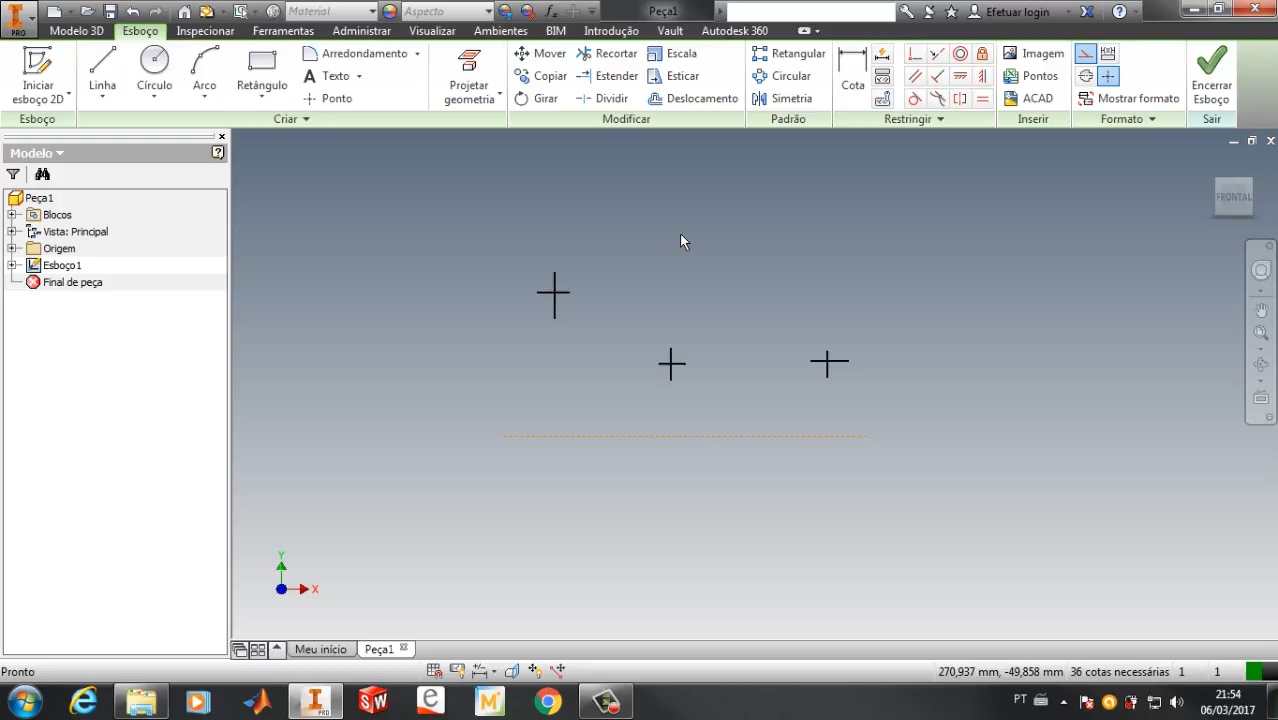 PRO
Material
Aspecto
Peça1
Efetuar login
Modelo 3D
Esboço
Inspecionar
Ferramentas
Administrar
Visualizar
Ambientes
BIM
Introdução
Vault
Autodesk 360
Iniciar
esboço 2D
Linha
Círculo
Arco
Retângulo
Arredondamento
Texto
Ponto
Projetar
geometria
Mover
Copiar
Girar
Recortar
Estender
Dividir
Escala
Esticar
Deslocamento
Retangular
Circular
Simetria
Cota
Imagem
Pontos
ACAD
Mostrar formato
Encerrar
Esboço
Esboço
Criar
Modificar
Padrão
Restringir
Inserir
Formato
Sair
Modelo
Peça1
Blocos
Vista: Principal
Origem
Esboço1
Final de peça
FRONTAL
Y
X
Meu início
Peça1
Pronto
270,937 mm, -49,858 mm
36 cotas necessárias
1
1
PRO
PT
21:54
06/03/2017